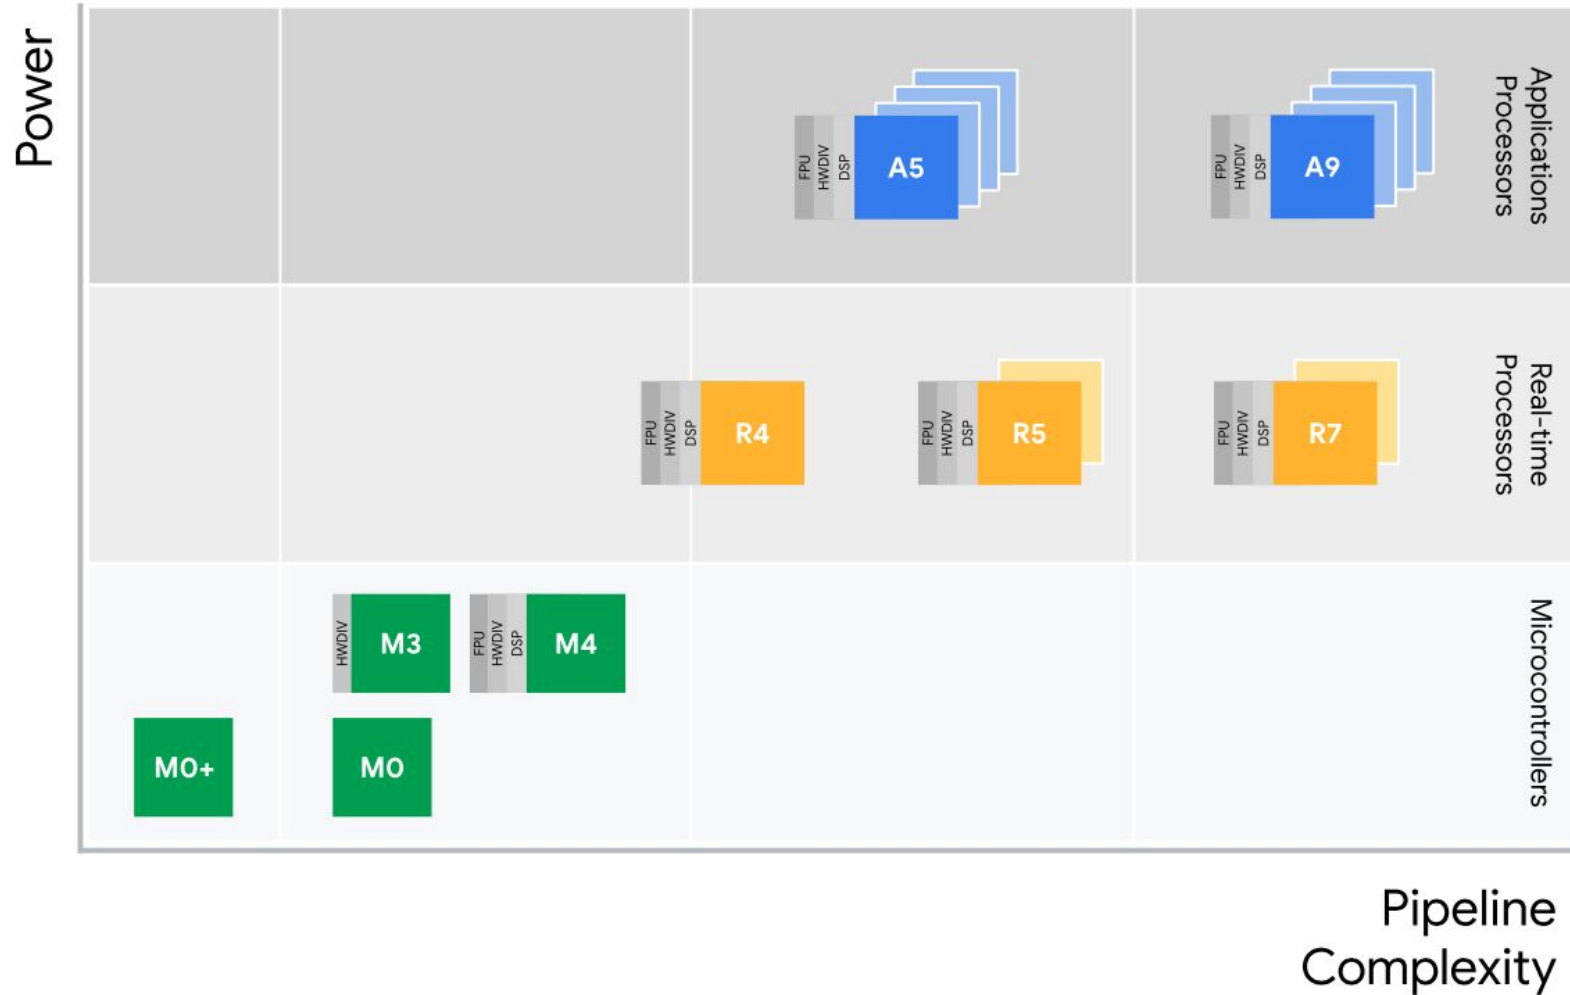 Power
Applications
Processors
FPU
HWDIV
DSP
A5
FPU
HWDIV
DSP
A9
Real-time
Processors
FPU
HWDIV
DSP
R4
FPU
HWDIV
DSP
R5
FPU
HWDIV
DSP
R7
Microcontrollers
HWDIV
M3
FPU
HWDIV
DSP
M4
M0+
M0
Pipeline
Complexity